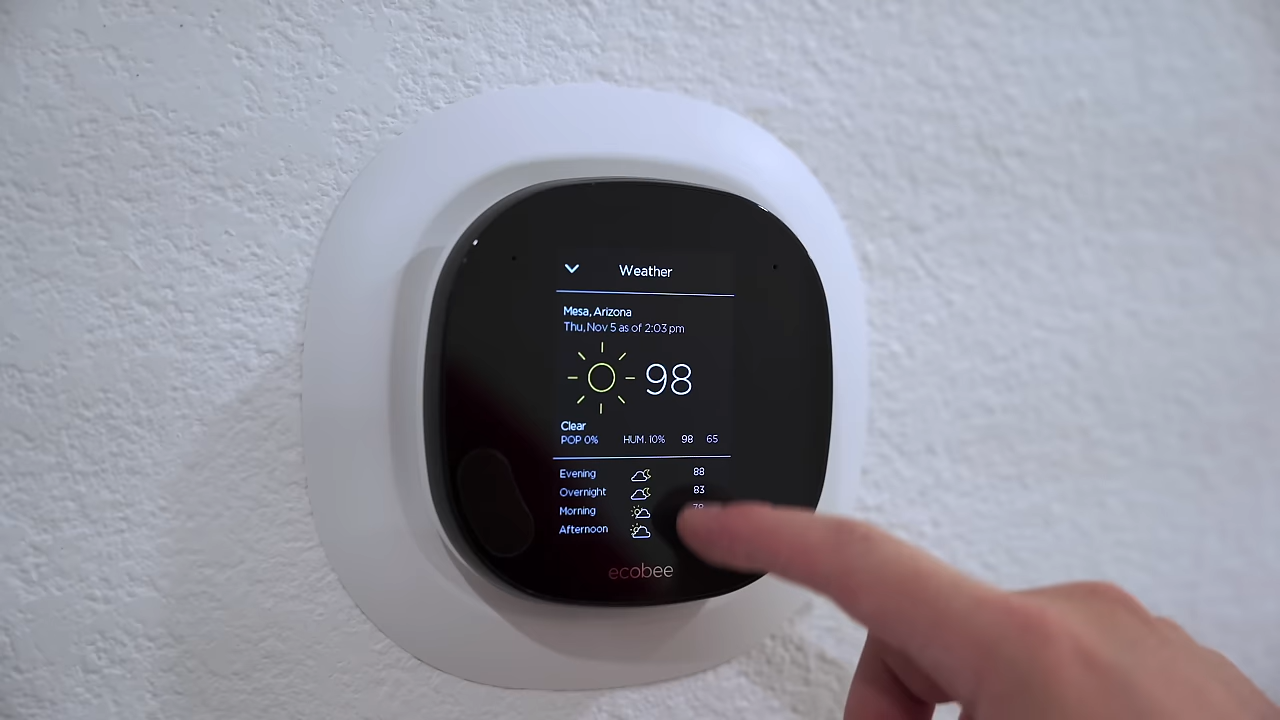 Weather
Mesa, Arizona
Thu, Nov 5 as of 2:03 pm
98
Clear
POP 0% HUM. 10% 98 65
Evening 88
Overnight 83
Morning
Afternoon
ecobee